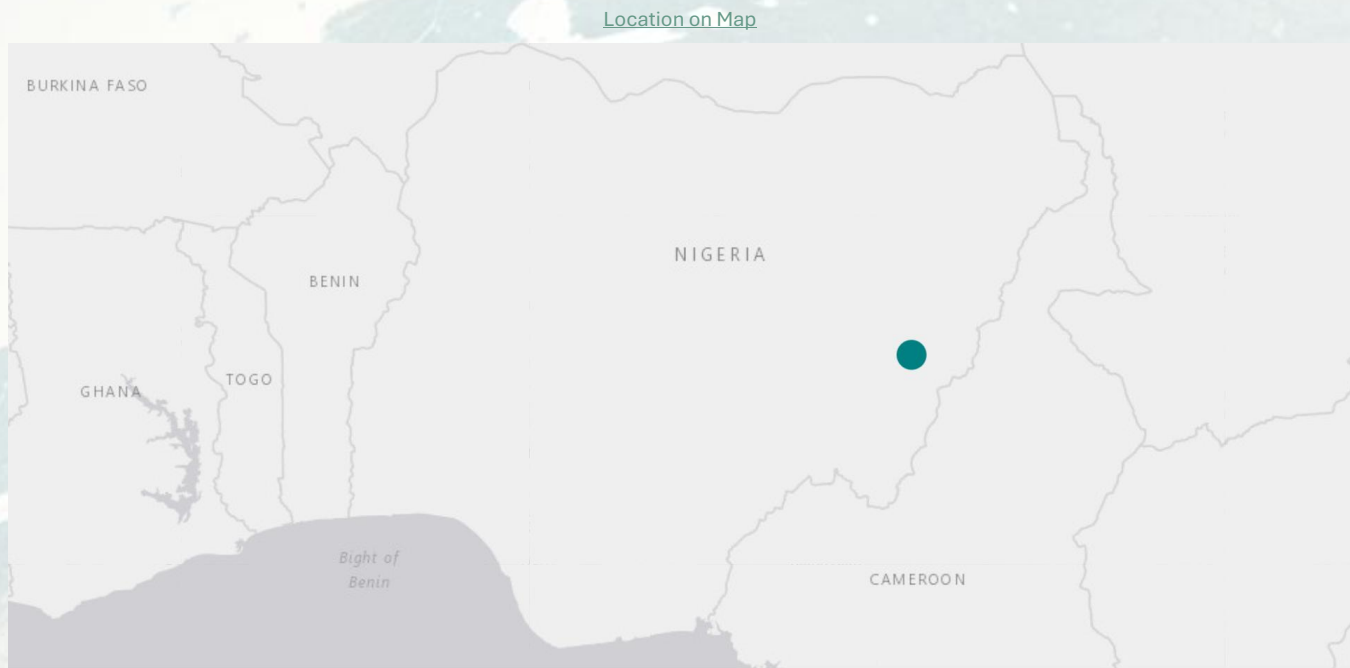 Location on Map
BURKINA FASO
NIGERIA
BENIN
TOGO
GHANA
Bight of
Benin
CAMEROON